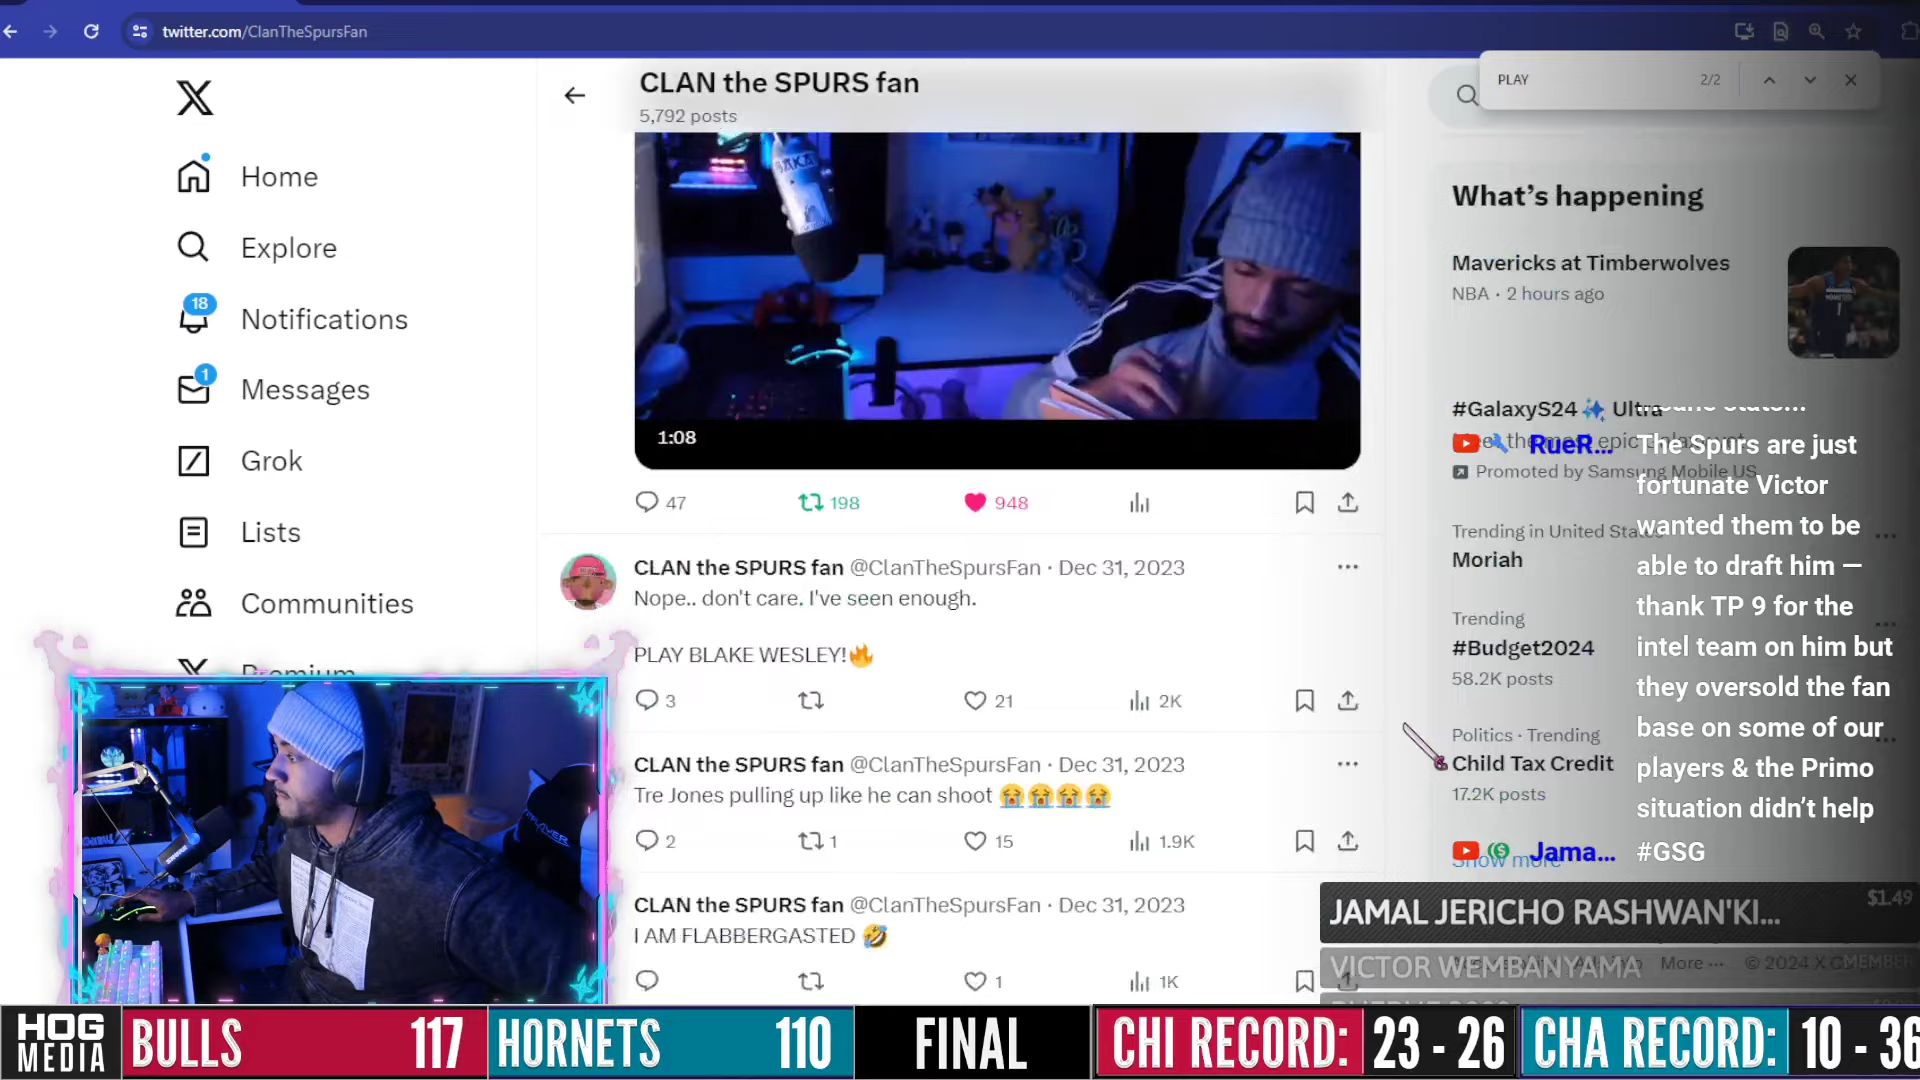 twitter.com/ClanTheSpursFan
PLAY
2/2
CLAN the SPURS fan
5,792 posts
Home
Explore
18
Notifications
1
Messages
Grok
Lists
Communities
Premium
1:08
47
198
948
CLAN the SPURS fan @ClanTheSpursFan · Dec 31, 2023
Nope.. don't care. I've seen enough.
PLAY BLAKE WESLEY!🔥
3
21
2K
CLAN the SPURS fan @ClanTheSpursFan · Dec 31, 2023
Tre Jones pulling up like he can shoot 😭😭😭😭
2
1
15
1.9K
CLAN the SPURS fan @ClanTheSpursFan · Dec 31, 2023
I AM FLABBERGASTED 🤣
1
1K
What's happening
Mavericks at Timberwolves
NBA · 2 hours ago
#GalaxyS24 Ultra
Promoted by Samsung Mobile US
Trending in United States
Moriah
Trending
#Budget2024
58.2K posts
Politics · Trending
Child Tax Credit
17.2K posts
Show more
RueR...
The Spurs are just
fortunate Victor
wanted them to be
able to draft him —
thank TP 9 for the
intel team on him but
they oversold the fan
base on some of our
players & the Primo
situation didn't help
Jama...
#GSG
JAMAL JERICHO RASHWAN'KI...
$1.49
VICTOR WEMBANYAMA
MEMBER
More ··· © 2024 X
HOG
MEDIA
BULLS 117
HORNETS 110
FINAL
CHI RECORD: 23 - 26
CHA RECORD: 10 - 36